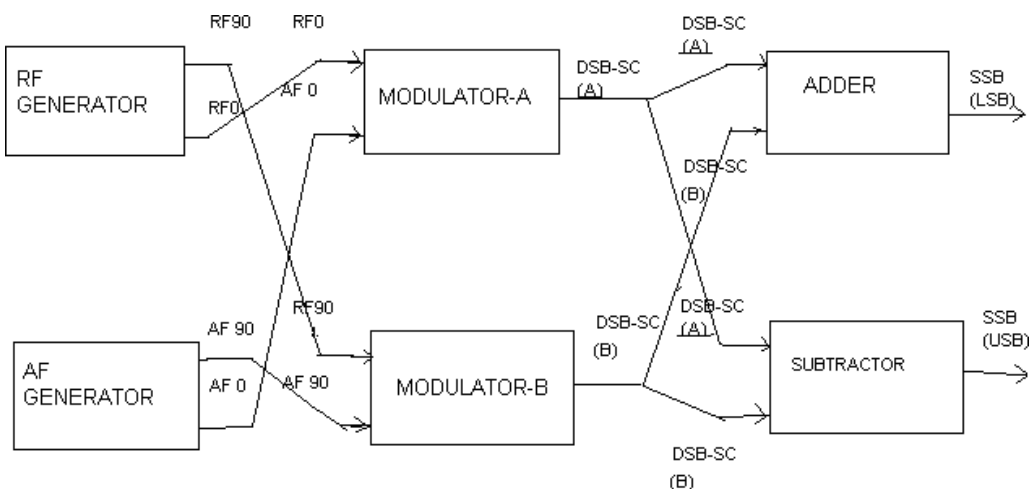 RF90
RF0
DSB-SC
(A)
RF
GENERATOR
RF0
AF 0
MODULATOR-A
DSB-SC
(A)
ADDER
SSB
(LSB)
DSB-SC
(B)
RF90
AF 90
DSB-SC
(B)
DSB-SC
(A)
SSB
(USB)
AF
GENERATOR
AF 0
AF 90
MODULATOR-B
SUBTRACTOR
DSB-SC
(B)